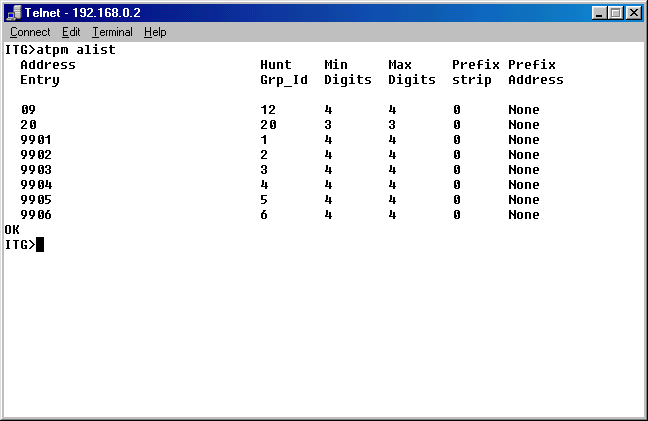 Telnet - 192.168.0.2
Connect Edit Terminal Help
ITG>atpm alist
Address Hunt Min Max Prefix Prefix
Entry Grp_Id Digits Digits strip Address
09 12 4 4 0 None
20 20 3 3 0 None
9901 1 4 4 0 None
9902 2 4 4 0 None
9903 3 4 4 0 None
9904 4 4 4 0 None
9905 5 4 4 0 None
9906 6 4 4 0 None
OK
ITG>